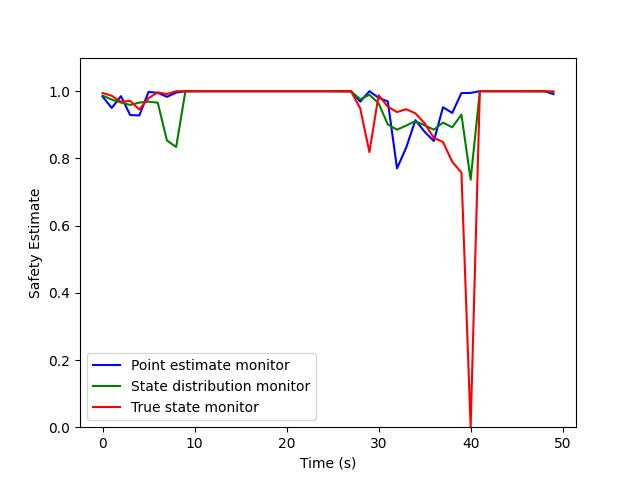 1.0
0.8
0.6
0.4
0.2
0.0
Safety Estimate
Point estimate monitor
State distribution monitor
True state monitor
0 10 20 30 40 50
Time (s)